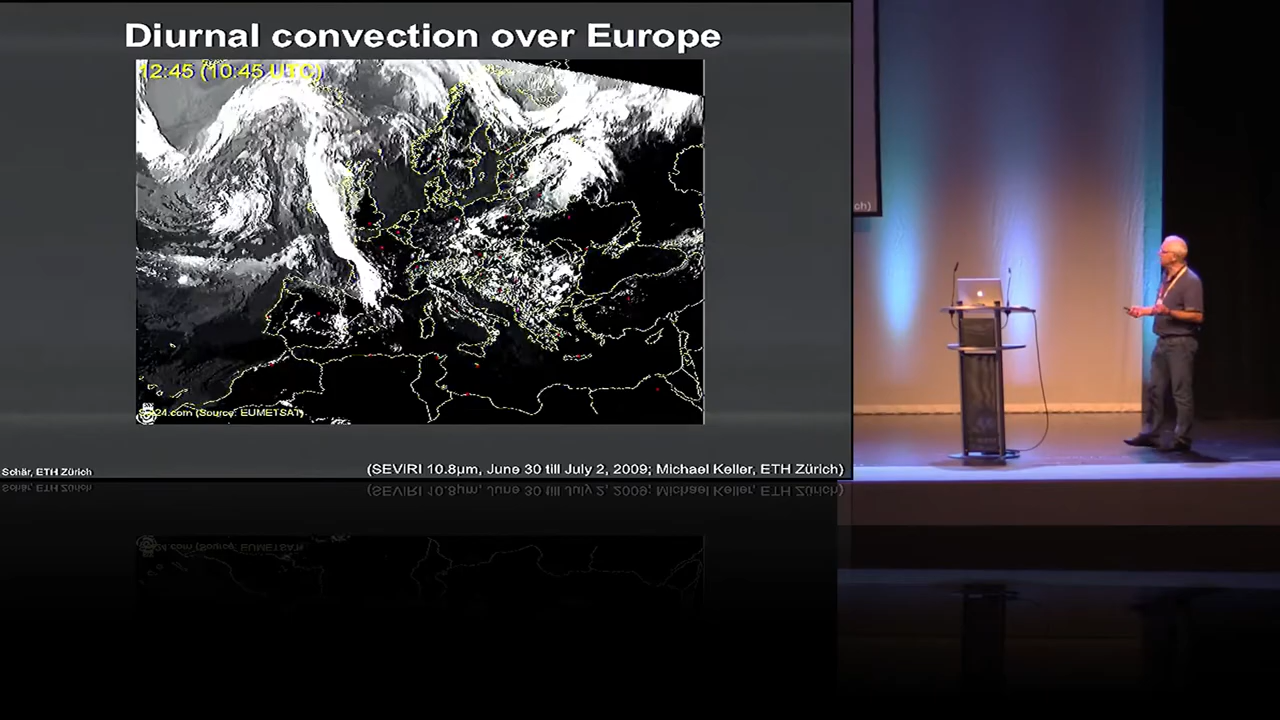 Diurnal convection over Europe
12:45 (10:45 UTC)
24.com (Source: EUMETSAT)
(SEVIRI 10.8µm, June 30 till July 2, 2009; Michael Keller, ETH Zürich)
Schär, ETH Zürich
ch)